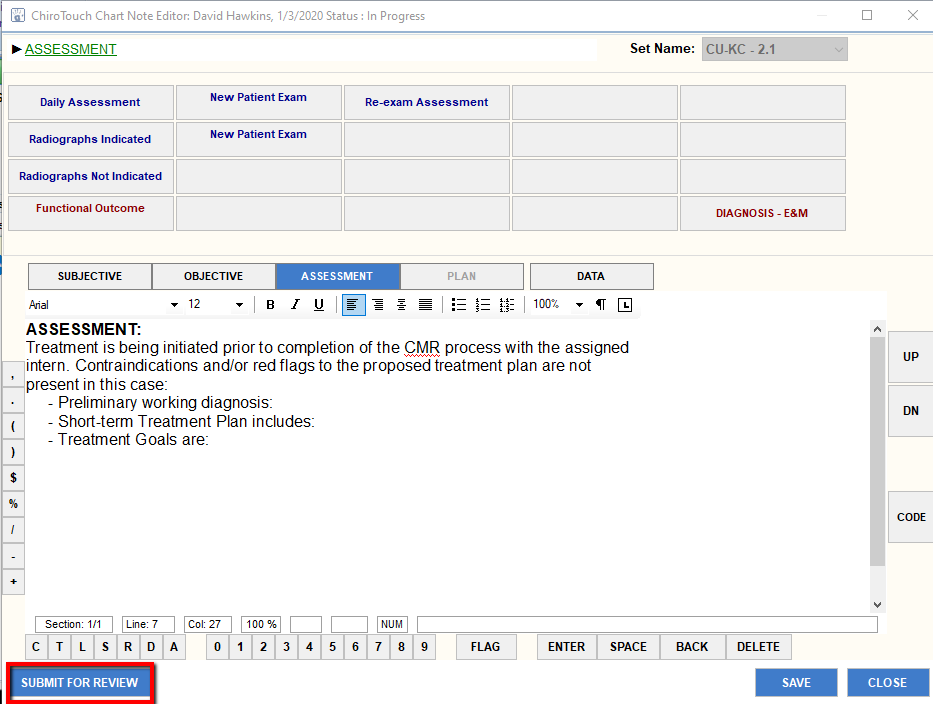 ChiroTouch Chart Note Editor: David Hawkins, 1/3/2020 Status : In Progress
ASSESSMENT
Set Name: CU-KC - 2.1
Daily Assessment
New Patient Exam
Re-exam Assessment
Radiographs Indicated
New Patient Exam
Radiographs Not Indicated
Functional Outcome
DIAGNOSIS - E&M
SUBJECTIVE OBJECTIVE ASSESSMENT PLAN DATA
Arial 12 B I U 100% ¶ L
ASSESSMENT:
Treatment is being initiated prior to completion of the CMR process with the assigned
intern. Contraindications and/or red flags to the proposed treatment plan are not
present in this case:
- Preliminary working diagnosis:
- Short-term Treatment Plan includes:
- Treatment Goals are:
,
.
(
)
$
%
/
-
+
UP
DN
CODE
Section: 1/1 Line: 7 Col: 27 100 % NUM
C T L S R D A 0 1 2 3 4 5 6 7 8 9 FLAG ENTER SPACE BACK DELETE
SUBMIT FOR REVIEW SAVE CLOSE